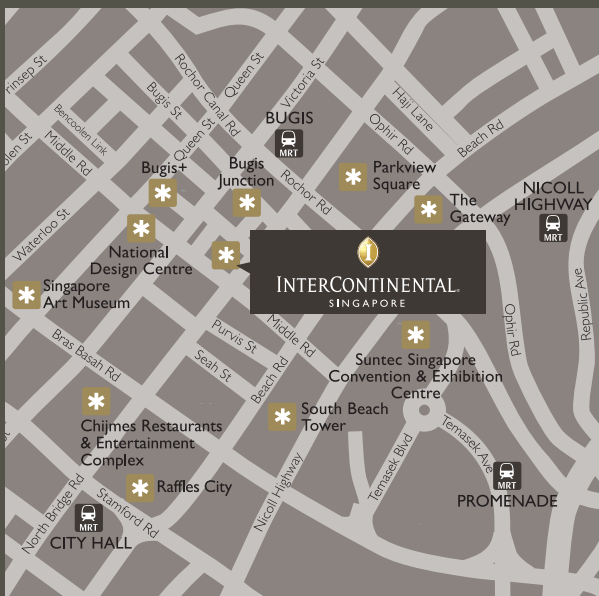 rinsep St
Rochor Canal Rd
Queen St
Victoria St
Bugis St
Bencoolen Link
Middle Rd
olen St
Queen St
BUGIS
MRT
Haji Lane
Ophir Rd
Beach Rd
Bugis+
Bugis
Junction
Rochor Rd
Parkview
Square
The
Gateway
NICOLL
HIGHWAY
MRT
Waterloo St
National
Design Centre
INTERCONTINENTAL®
SINGAPORE
Singapore
Art Museum
Ophir Rd
Republic Ave
Bras Basah Rd
Purvis St
Seah St
Middle Rd
Beach Rd
Suntec Singapore
Convention & Exhibition
Centre
Chijmes Restaurants
& Entertainment
Complex
South Beach
Tower
Temasek Blvd
Temasek Ave
Raffles City
Nicoll Highway
MRT
PROMENADE
North Bridge Rd
Stamford Rd
MRT
CITY HALL